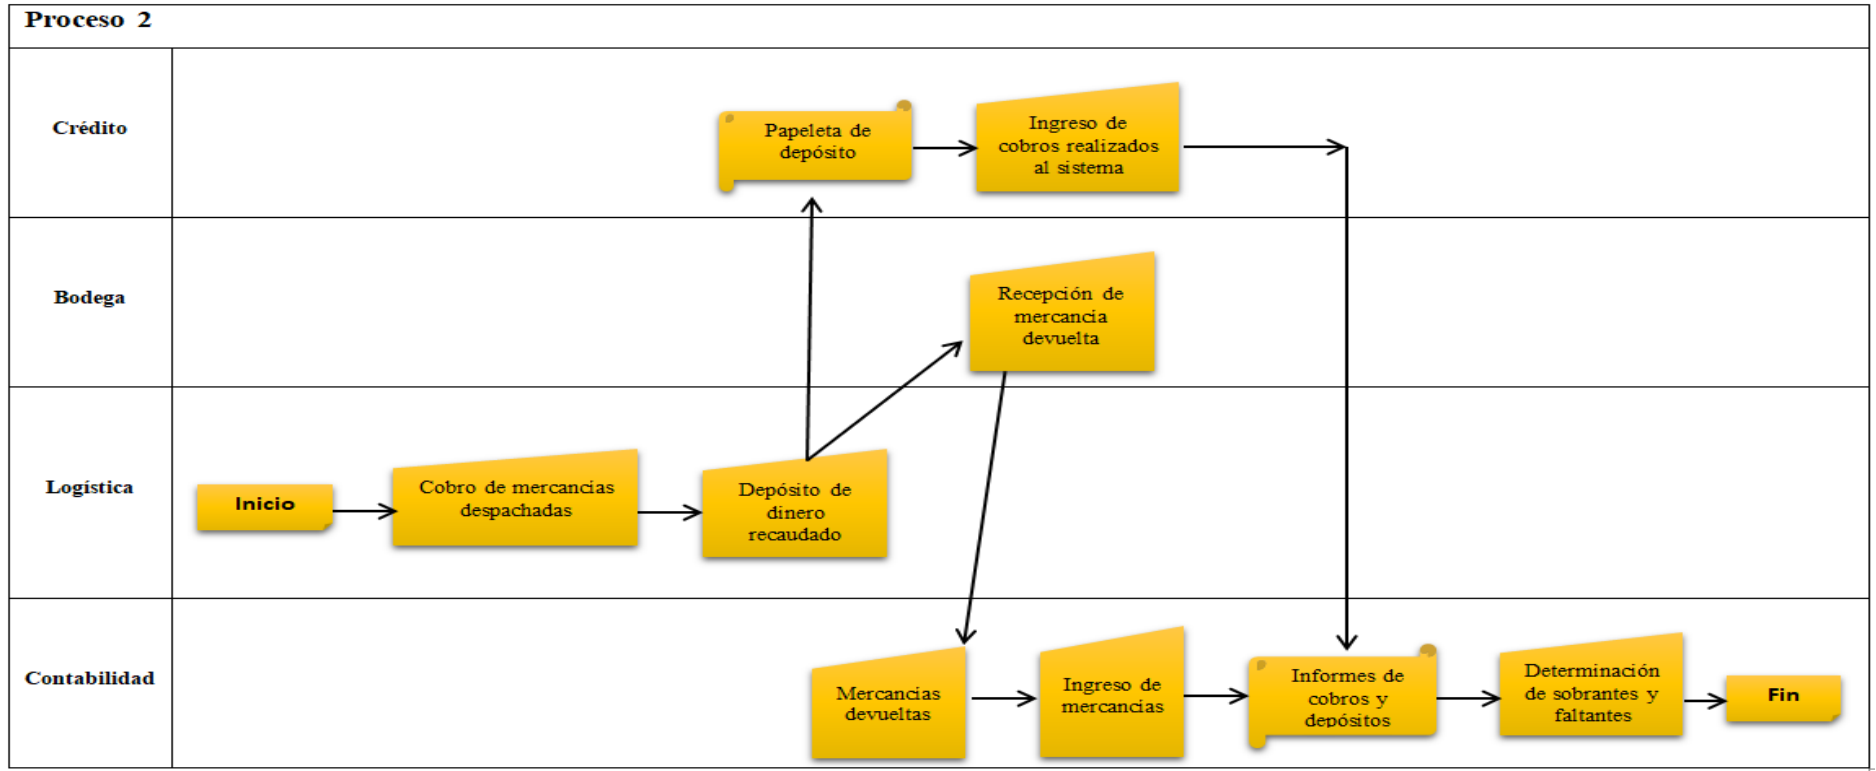 Proceso 2
Crédito
Papeleta de
depósito
Ingreso de
cobros realizados
al sistema
Bodega
Recepción de
mercancia
devuelta
Logística
Inicio
Cobro de mercancias
despachadas
Depósito de
dinero
recaudado
Contabilidad
Mercancias
devueltas
Ingreso de
mercancias
Informes de
cobros y
depósitos
Determinación
de sobrantes y
faltantes
Fin